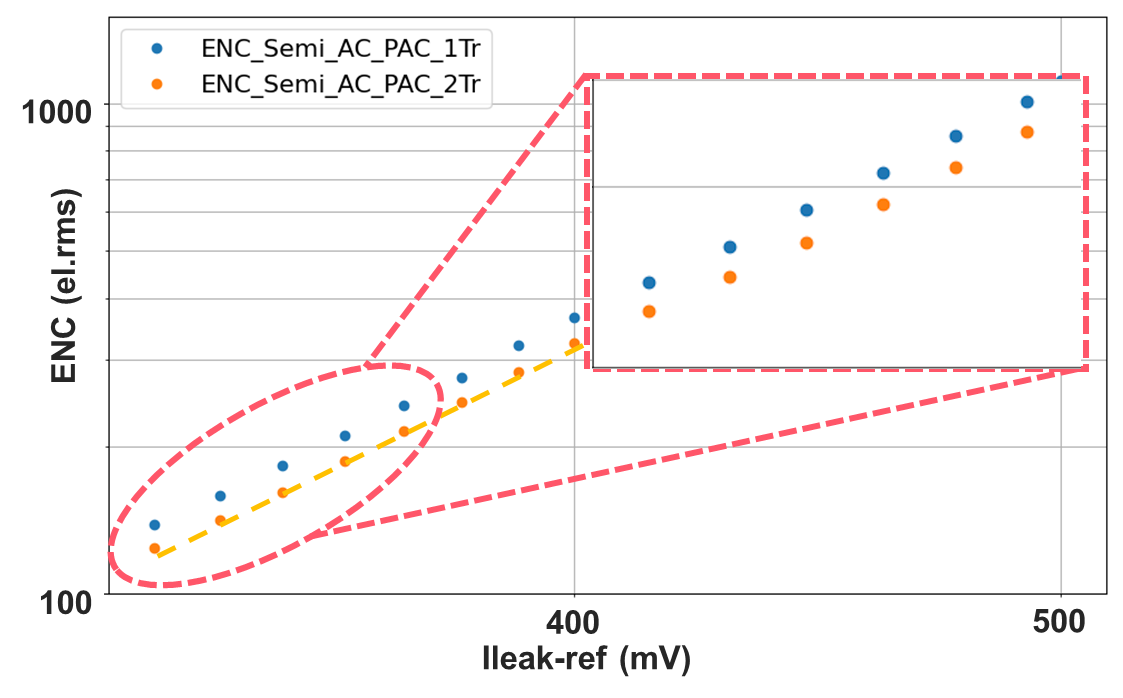 ENC_Semi_AC_PAC_1Tr
ENC_Semi_AC_PAC_2Tr
1000
ENC (el.rms)
100
400
500
Ileak-ref (mV)